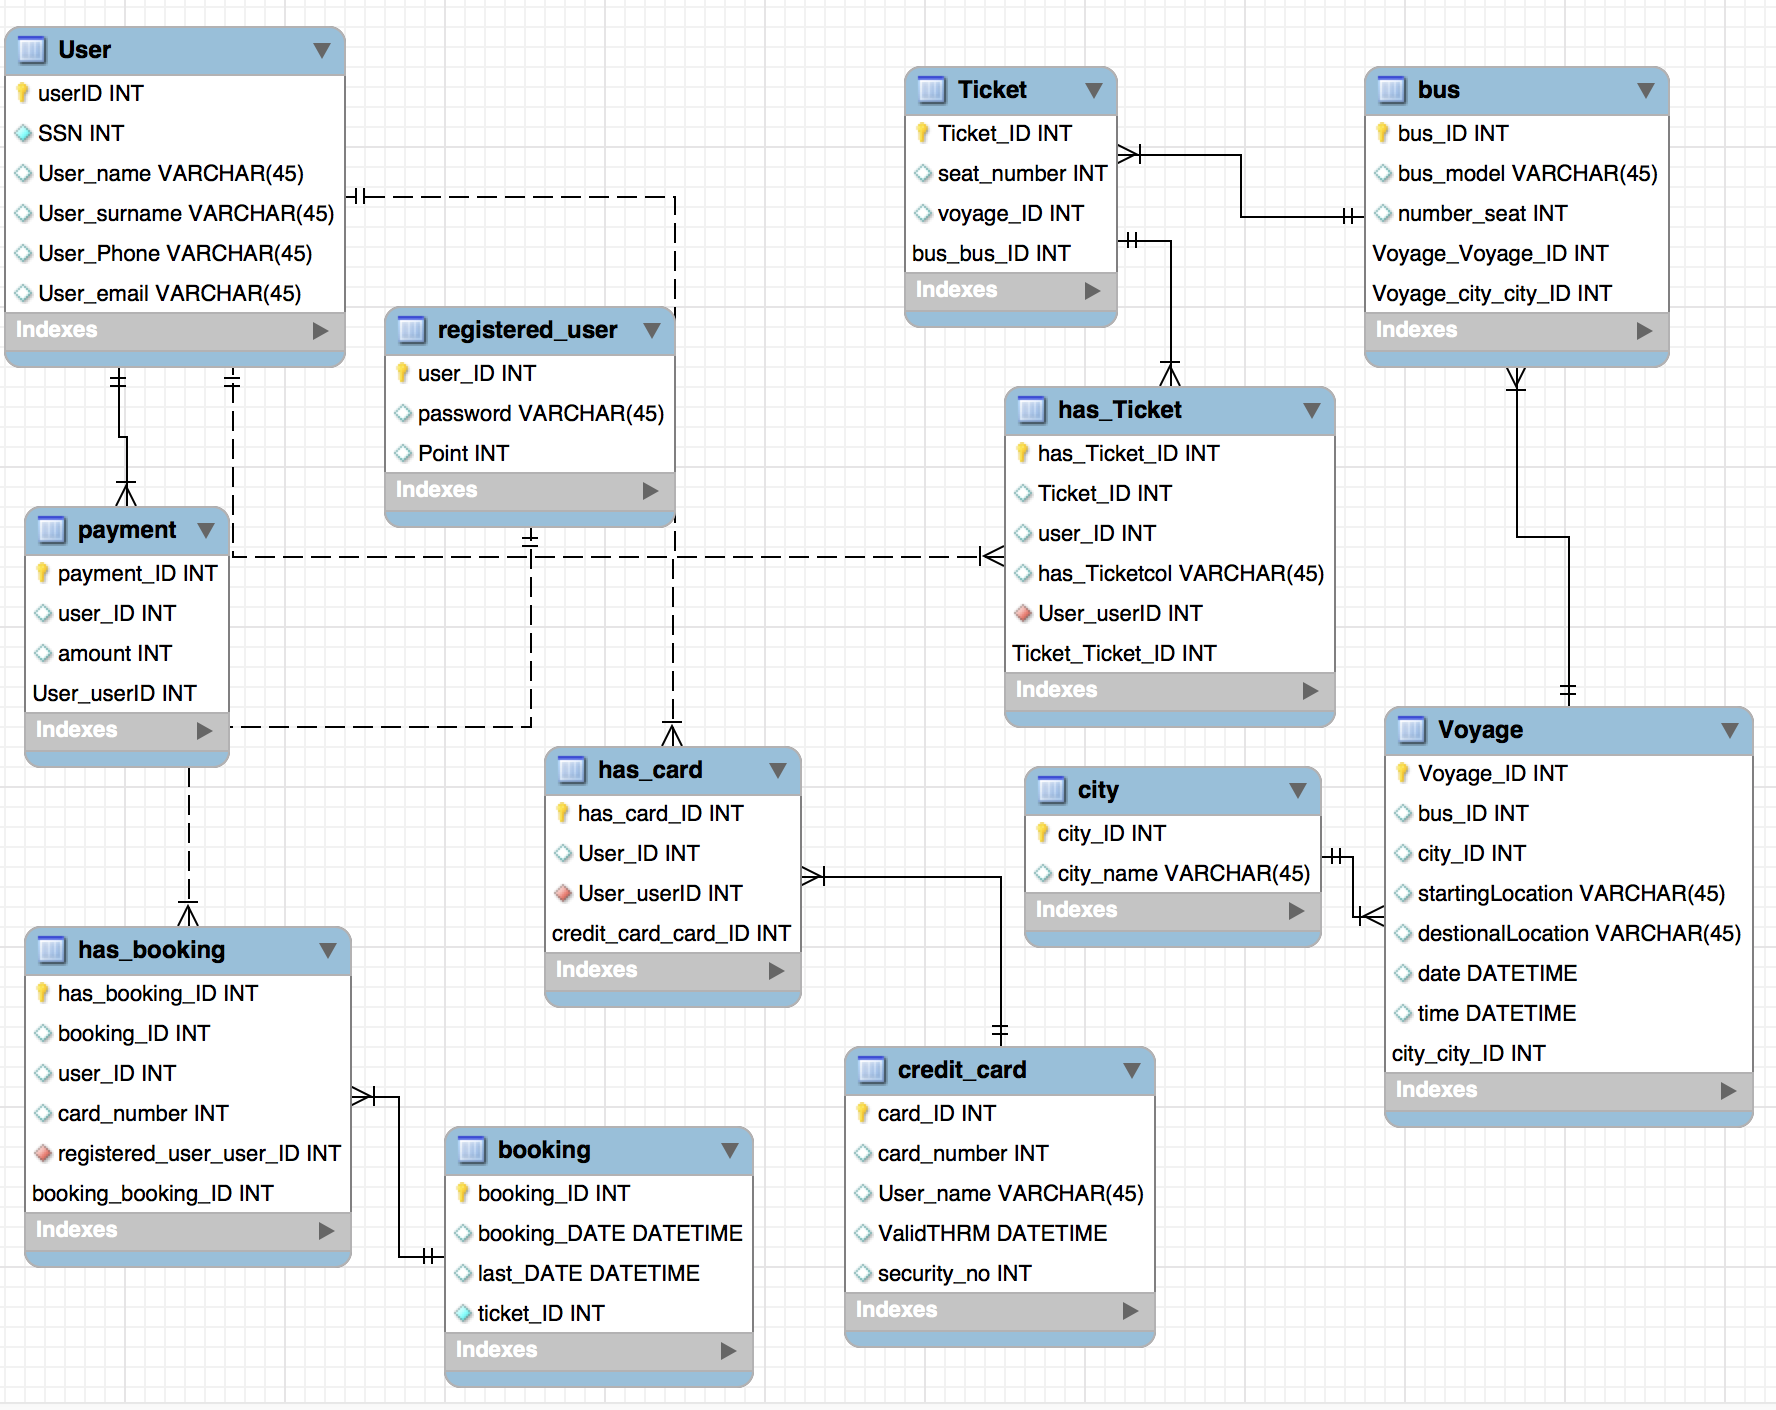 User
userID INT
SSN INT
User_name VARCHAR(45)
User_surname VARCHAR(45)
User_Phone VARCHAR(45)
User_email VARCHAR(45)
Indexes
registered_user
user_ID INT
password VARCHAR(45)
Point INT
Indexes
payment
payment_ID INT
user_ID INT
amount INT
User_userID INT
Indexes
has_booking
has_booking_ID INT
booking_ID INT
user_ID INT
card_number INT
registered_user_user_ID INT
booking_booking_ID INT
Indexes
booking
booking_ID INT
booking_DATE DATETIME
last_DATE DATETIME
ticket_ID INT
Indexes
has_card
has_card_ID INT
User_ID INT
User_userID INT
credit_card_card_ID INT
Indexes
credit_card
card_ID INT
card_number INT
User_name VARCHAR(45)
ValidTHRM DATETIME
security_no INT
Indexes
Ticket
Ticket_ID INT
seat_number INT
voyage_ID INT
bus_bus_ID INT
Indexes
has_Ticket
has_Ticket_ID INT
Ticket_ID INT
user_ID INT
has_Ticketcol VARCHAR(45)
User_userID INT
Ticket_Ticket_ID INT
Indexes
bus
bus_ID INT
bus_model VARCHAR(45)
number_seat INT
Voyage_Voyage_ID INT
Voyage_city_city_ID INT
Indexes
city
city_ID INT
city_name VARCHAR(45)
Indexes
Voyage
Voyage_ID INT
bus_ID INT
city_ID INT
startingLocation VARCHAR(45)
destionalLocation VARCHAR(45)
date DATETIME
time DATETIME
city_city_ID INT
Indexes